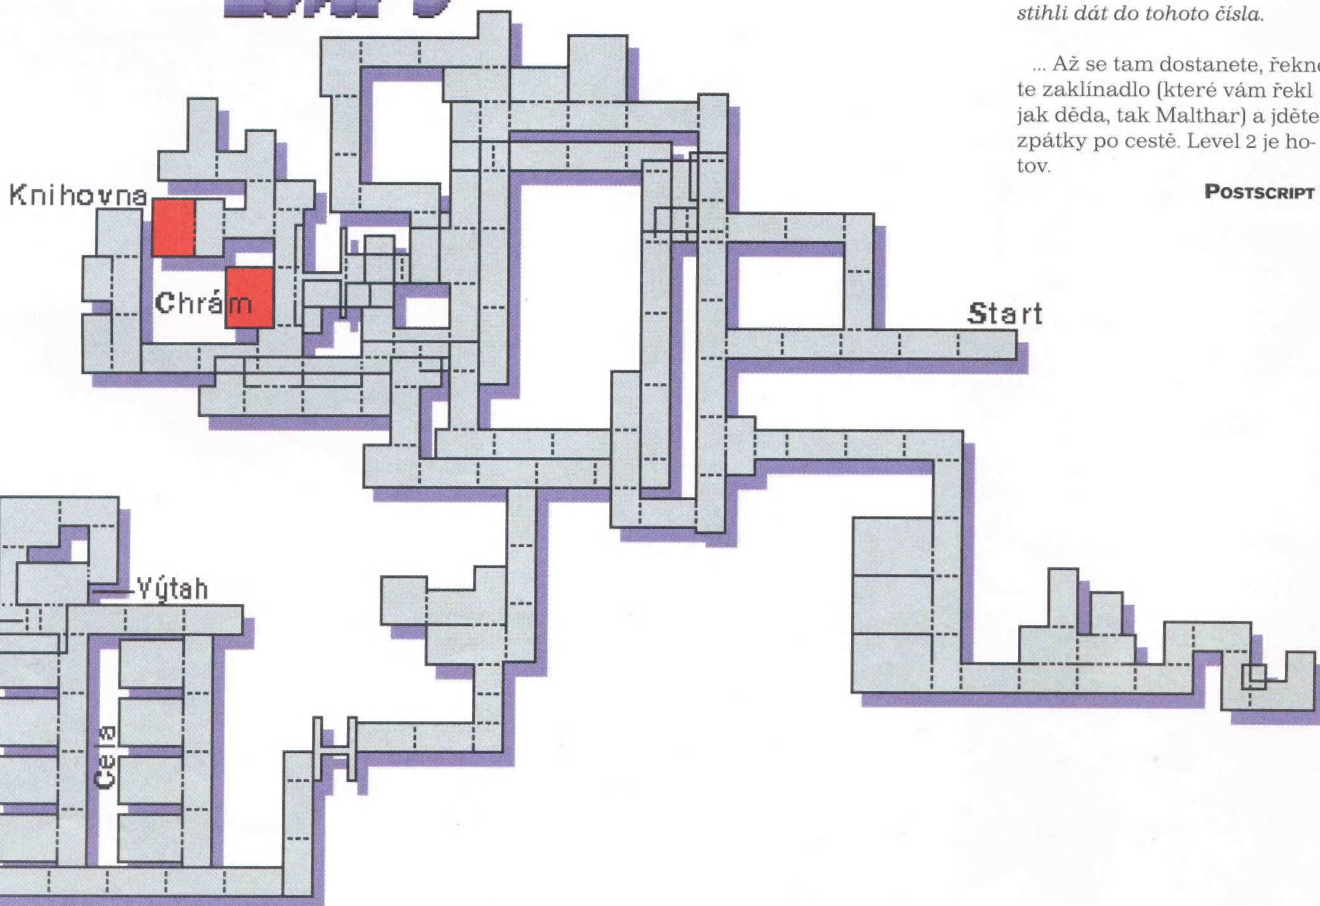 stihli dát do tohoto čísla.
... Až se tam dostanete, řekne
te zaklínadlo (které vám řekl
jak děda, tak Malthar) a jděte
zpátky po cestě. Level 2 je ho-
tov.
POSTSCRIPT
Knihovna
Chrám
Start
Výtah
Cela